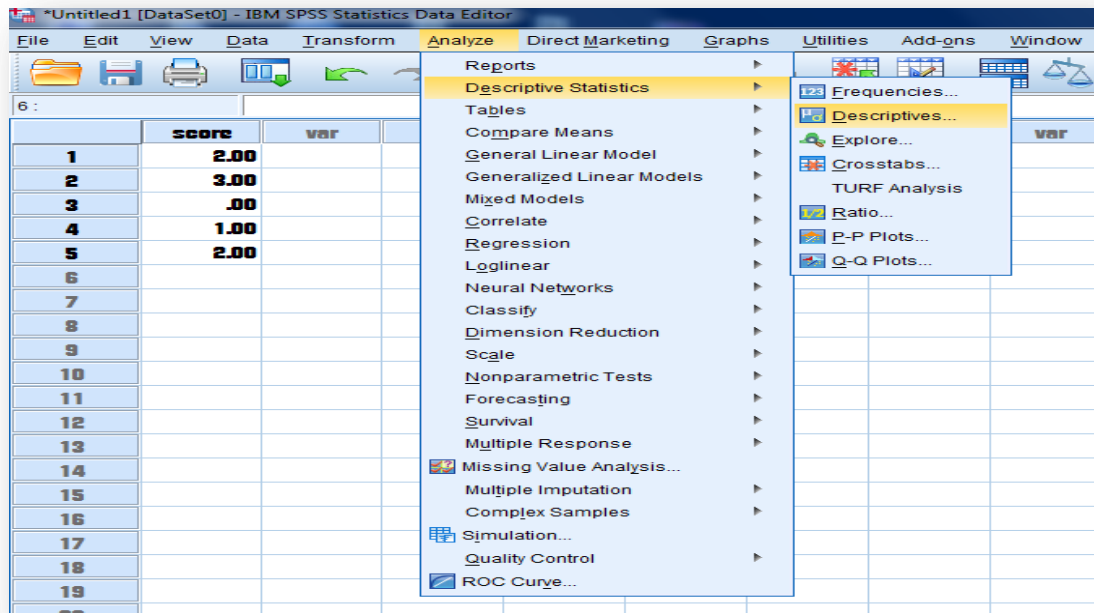 *Untitled1 [DataSet0] - IBM SPSS Statistics Data Editor
File Edit View Data Transform Analyze Direct Marketing Graphs Utilities Add-ons Window
6 :
score var var
1 2.00
2 3.00
3 .00
4 1.00
5 2.00
6
7
8
9
10
11
12
13
14
15
16
17
18
19
Reports
Descriptive Statistics
Tables
Compare Means
General Linear Model
Generalized Linear Models
Mixed Models
Correlate
Regression
Loglinear
Neural Networks
Classify
Dimension Reduction
Scale
Nonparametric Tests
Forecasting
Survival
Multiple Response
Missing Value Analysis...
Multiple Imputation
Complex Samples
Simulation...
Quality Control
ROC Curve...
123 Frequencies...
Descriptives...
Explore...
Crosstabs...
TURF Analysis
1/2 Ratio...
P-P Plots...
Q-Q Plots...